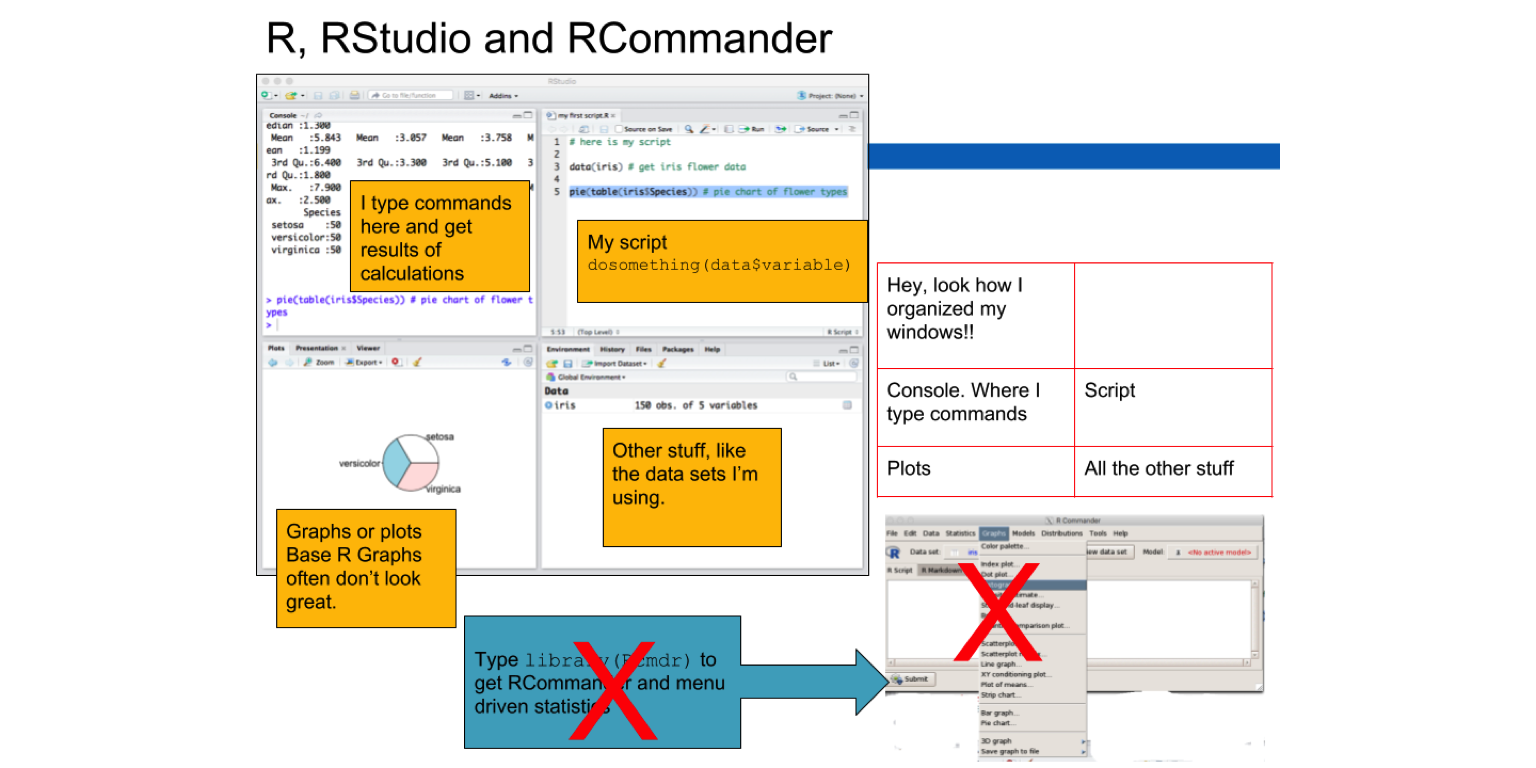 R, RStudio and RCommander
RStudio
Go to file/function
Addins
Project: (None)
Console ~/
edian :1.300
Mean :5.843 Mean :3.057 Mean :3.758 M
ean :1.199
3rd Qu.:6.400 3rd Qu.:3.300 3rd Qu.:5.100 3
rd Qu.:1.800
Max. :7.900 M
ax. :2.500
Species
setosa :50
versicolor:50
virginica :50
I type commands
here and get
results of
calculations
> pie(table(iris$Species)) # pie chart of flower t
ypes
>
my first script.R
Source on Save
Run
Source
1 # here is my script
2
3 data(iris) # get iris flower data
4
5 pie(table(iris$Species)) # pie chart of flower types
My script
dosomething(data$variable)
5:53 (Top Level) R Script
Plots Presentation Viewer
Zoom Export
setosa
versicolor
virginica
Graphs or plots
Base R Graphs
often don't look
great.
Environment History Files Packages Help
Import Dataset
List
Global Environment
Data
iris 150 obs. of 5 variables
Other stuff, like
the data sets I'm
using.
Hey, look how I
organized my
windows!!
Console. Where I
type commands
Script
Plots
All the other stuff
Type library(Rcmdr) to
get RCommander and menu
driven statistics
X
R Commander
File Edit Data Statistics Graphs Models Distributions Tools Help
R Data set: iris
iew data set Model: <No active model>
R Script R Markdown
Color palette...
Index plot...
Dot plot...
Scatterplot
Line graph...
XY conditioning plot...
Plot of means...
Strip chart...
Bar graph...
Pie chart...
3D graph
Save graph to file
Submit
X